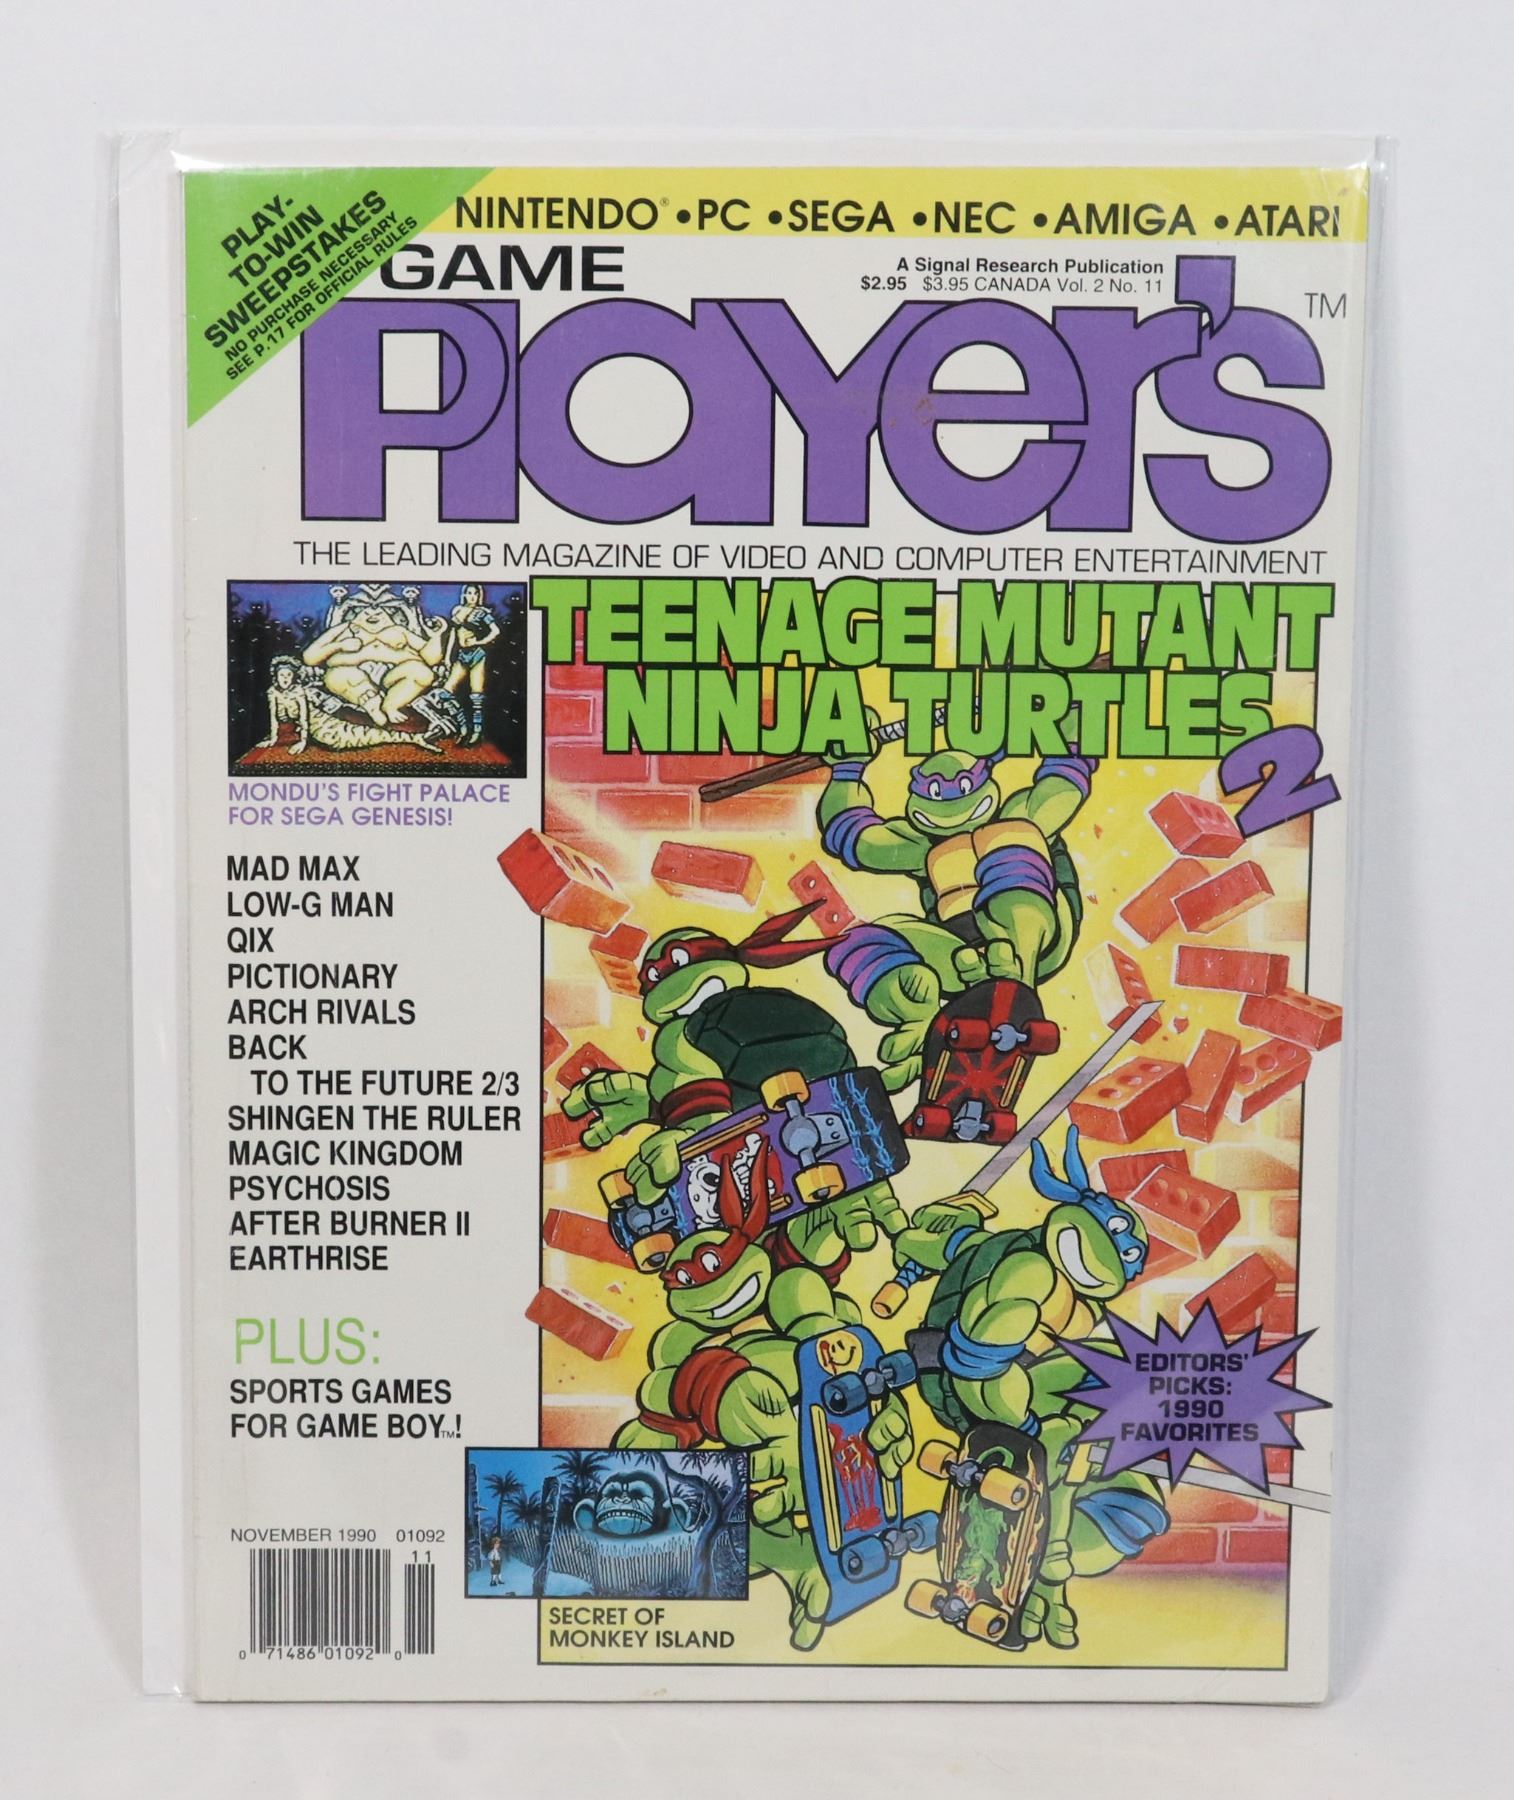 PLAY-
TO-WIN
SWEEPSTAKES
NO PURCHASE NECESSARY
SEE P.17 FOR OFFICIAL RULES
NINTENDO® • PC • SEGA • NEC • AMIGA • ATARI
GAME
A Signal Research Publication
$2.95 $3.95 CANADA Vol. 2 No. 11
Player's
TM
THE LEADING MAGAZINE OF VIDEO AND COMPUTER ENTERTAINMENT
TEENAGE MUTANT
NINJA TURTLES
2
MONDU'S FIGHT PALACE
FOR SEGA GENESIS!
MAD MAX
LOW-G MAN
QIX
PICTIONARY
ARCH RIVALS
BACK
TO THE FUTURE 2/3
SHINGEN THE RULER
MAGIC KINGDOM
PSYCHOSIS
AFTER BURNER II
EARTHRISE
PLUS:
SPORTS GAMES
FOR GAME BOY™!
EDITORS'
PICKS:
1990
FAVORITES
SECRET OF
MONKEY ISLAND
NOVEMBER 1990 01092
11
0 71486 01092 0